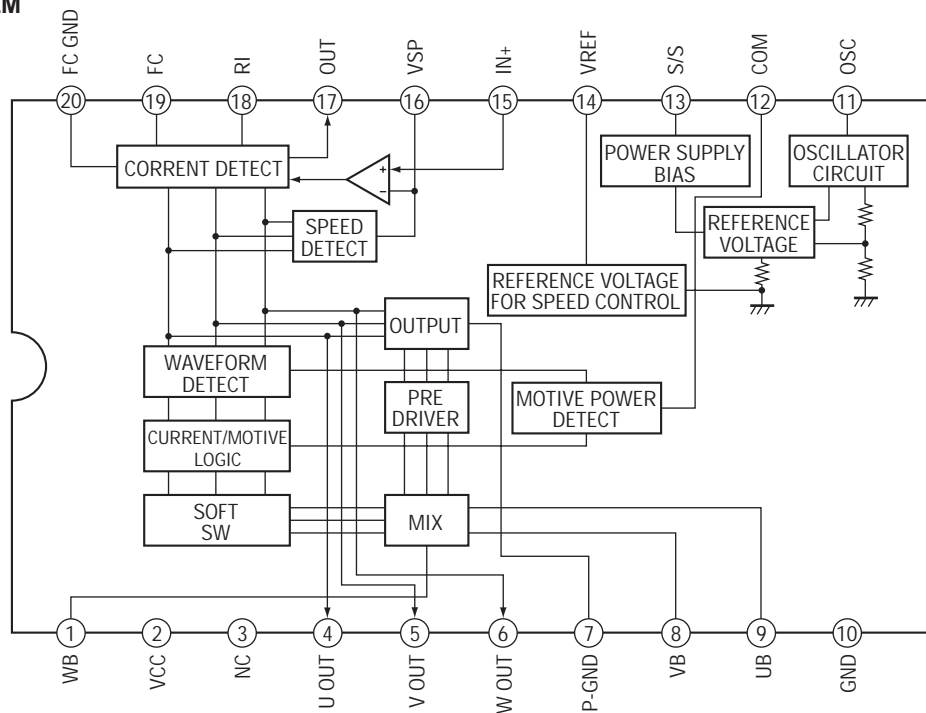 M
FC GND
FC
RI
OUT
VSP
IN+
VREF
S/S
COM
OSC
20
19
18
17
16
15
14
13
12
11
CORRENT DETECT
+
−
SPEED
DETECT
POWER SUPPLY
BIAS
OSCILLATOR
CIRCUIT
REFERENCE
VOLTAGE
REFERENCE VOLTAGE
FOR SPEED CONTROL
OUTPUT
WAVEFORM
DETECT
PRE
DRIVER
MOTIVE POWER
DETECT
CURRENT/MOTIVE
LOGIC
SOFT
SW
MIX
1
2
3
4
5
6
7
8
9
10
WB
VCC
NC
U OUT
V OUT
W OUT
P-GND
VB
UB
GND